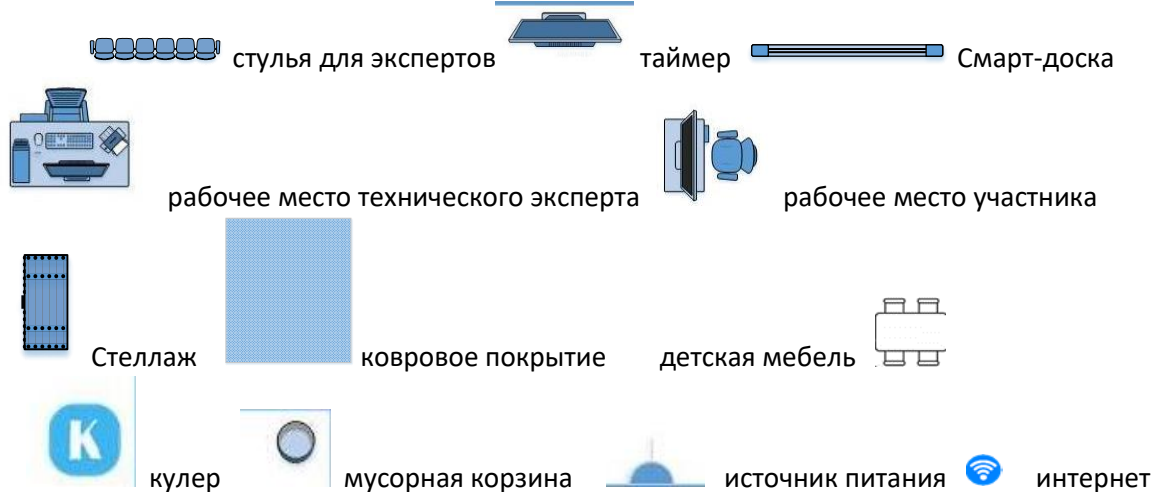 стулья для экспертов таймер Смарт-доска
рабочее место технического эксперта рабочее место участника
Стеллаж ковровое покрытие детская мебель
K кулер мусорная корзина источник питания интернет